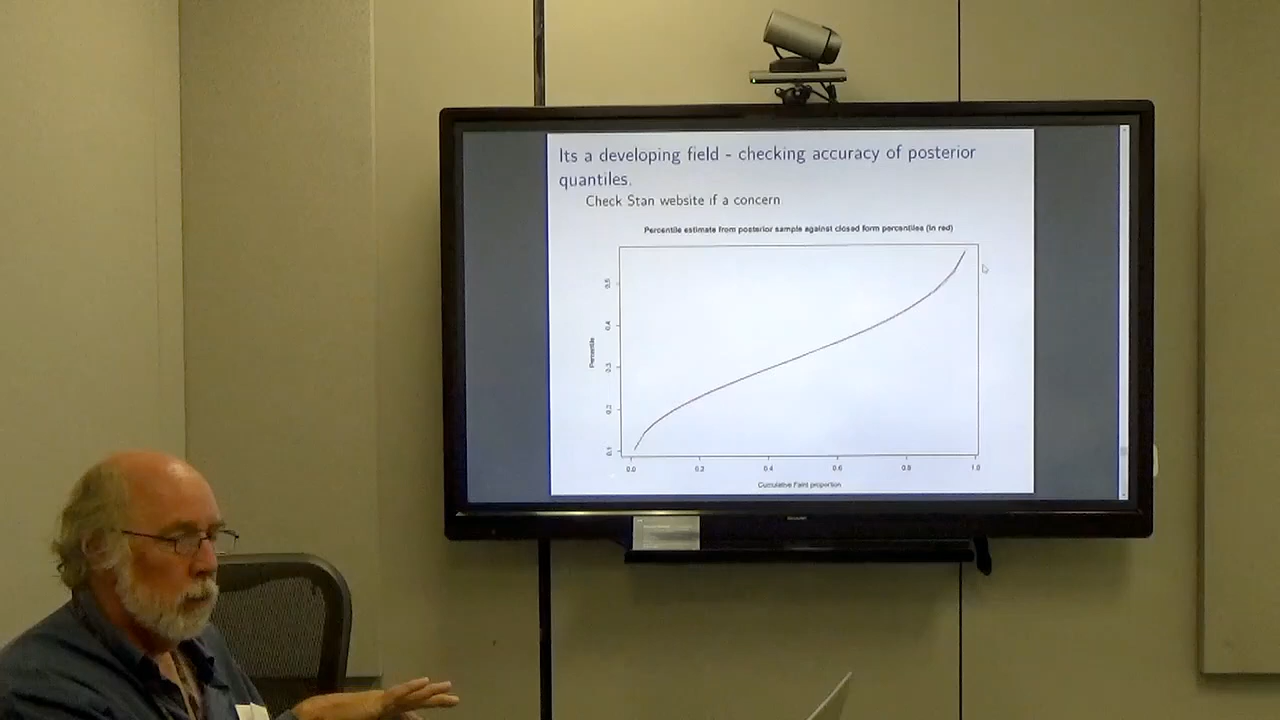 Its a developing field - checking accuracy of posterior
quantiles.
Check Stan website if a concern
Percentile estimate from posterior sample against closed form percentiles (in red)
0.5
0.4
0.3
0.2
0.1
Percentile
0.0 0.2 0.4 0.6 0.8 1.0
Cumulative Faint proportion